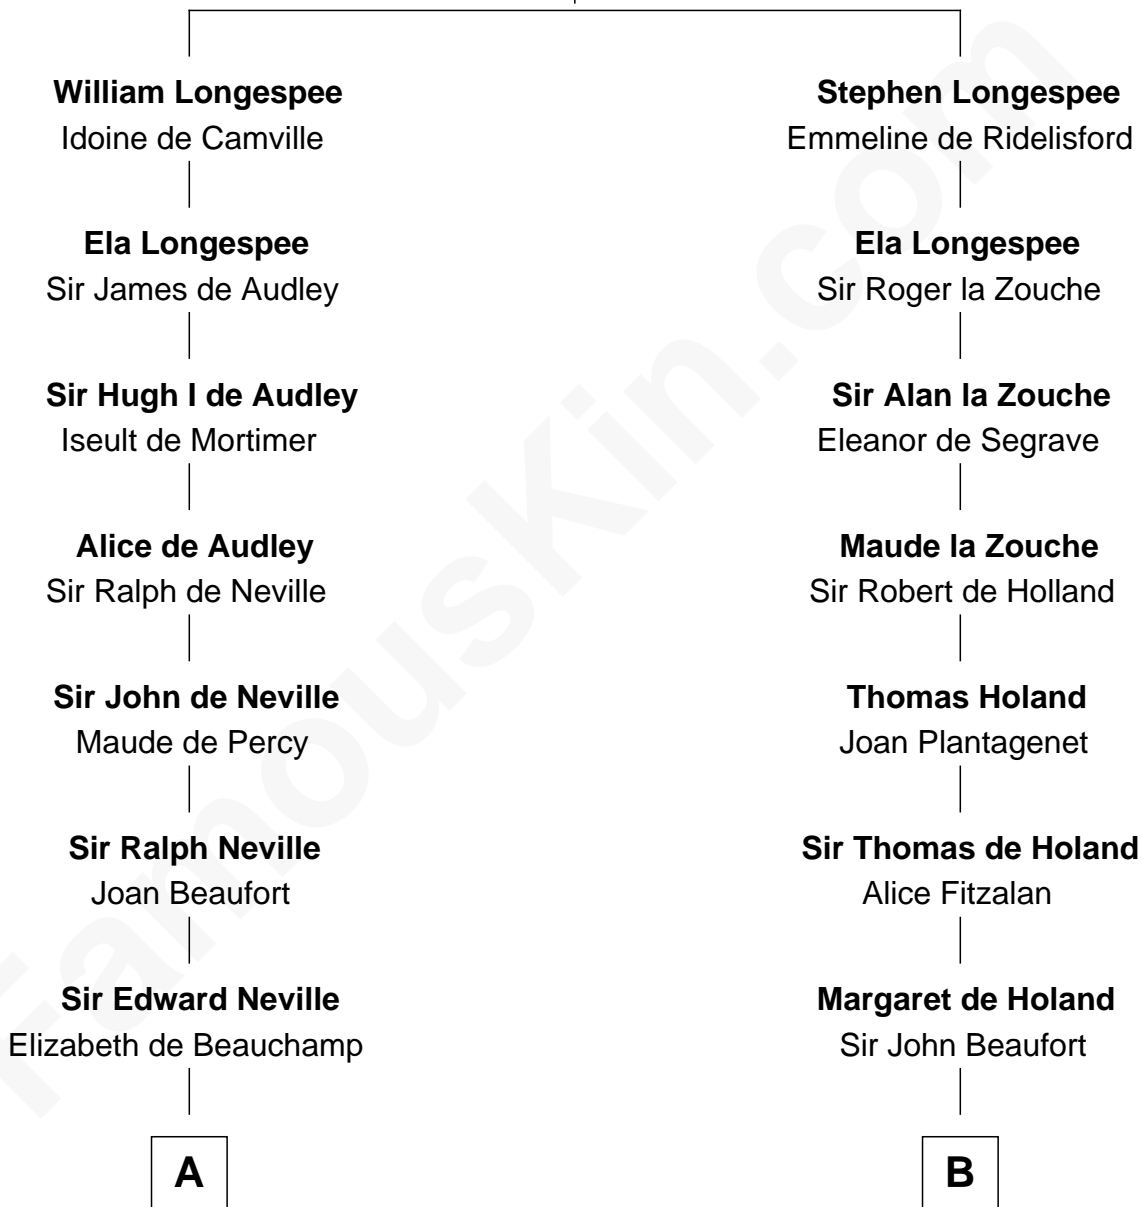 William Longespee
Idoine de Camville
Ela Longespee
Sir James de Audley
Sir Hugh I de Audley
Iseult de Mortimer
Alice de Audley
Sir Ralph de Neville
Sir John de Neville
Maude de Percy
Sir Ralph Neville
Joan Beaufort
Sir Edward Neville
Elizabeth de Beauchamp
A
Stephen Longespee
Emmeline de Ridelisford
Ela Longespee
Sir Roger la Zouche
Sir Alan la Zouche
Eleanor de Segrave
Maude la Zouche
Sir Robert de Holland
Thomas Holand
Joan Plantagenet
Sir Thomas de Holand
Alice Fitzalan
Margaret de Holand
Sir John Beaufort
B
FamousKin.com